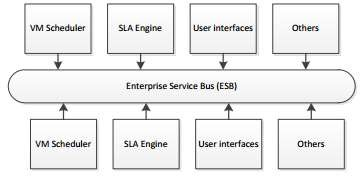 VM Scheduler
SLA Engine
User interfaces
Others
Enterprise Service Bus (ESB)
VM Scheduler
SLA Engine
User interfaces
Others